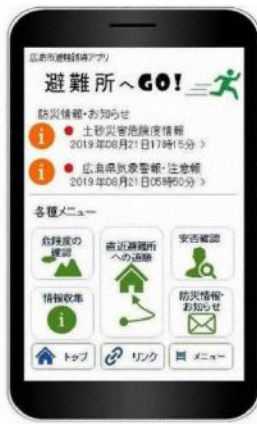 広島市避難誘導アプリ
避難所へGO!
防災情報・お知らせ
土砂災害危険度情報
2019年08月21日17時15分 >
広島県気象警報・注意報
2019年08月21日05時50分 >
各種メニュー
危険度の
確認
直近避難所
への道順
安否確認
情報収集
防災情報・
お知らせ
トップ
リンク
メニュー